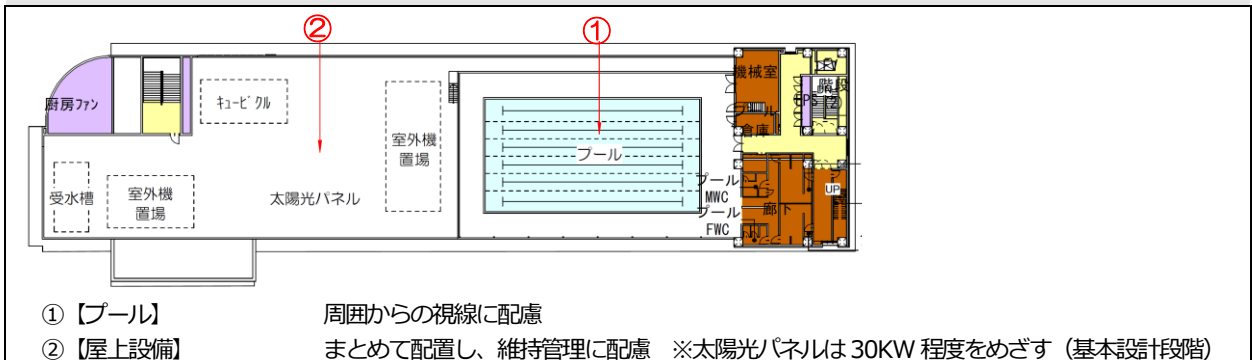 ② ①
機械室
階段
厨房ファン
キュービクル
EPS
プール
倉庫
室外機
置場
プール
受水槽
室外機
置場
太陽光パネル
プール
MWC
UP
廊下
プール
FWC
①【プール】 周囲からの視線に配慮
②【屋上設備】 まとめて配置し、維持管理に配慮 ※太陽光パネルは30KW 程度をめざす（基本設計段階）